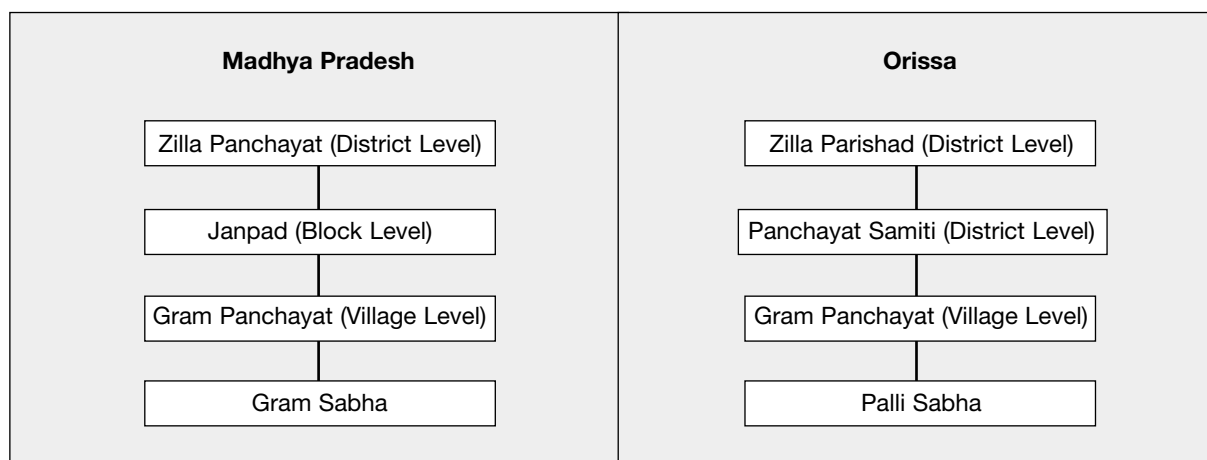 Madhya Pradesh
Zilla Panchayat (District Level)
Janpad (Block Level)
Gram Panchayat (Village Level)
Gram Sabha
Orissa
Zilla Parishad (District Level)
Panchayat Samiti (District Level)
Gram Panchayat (Village Level)
Palli Sabha